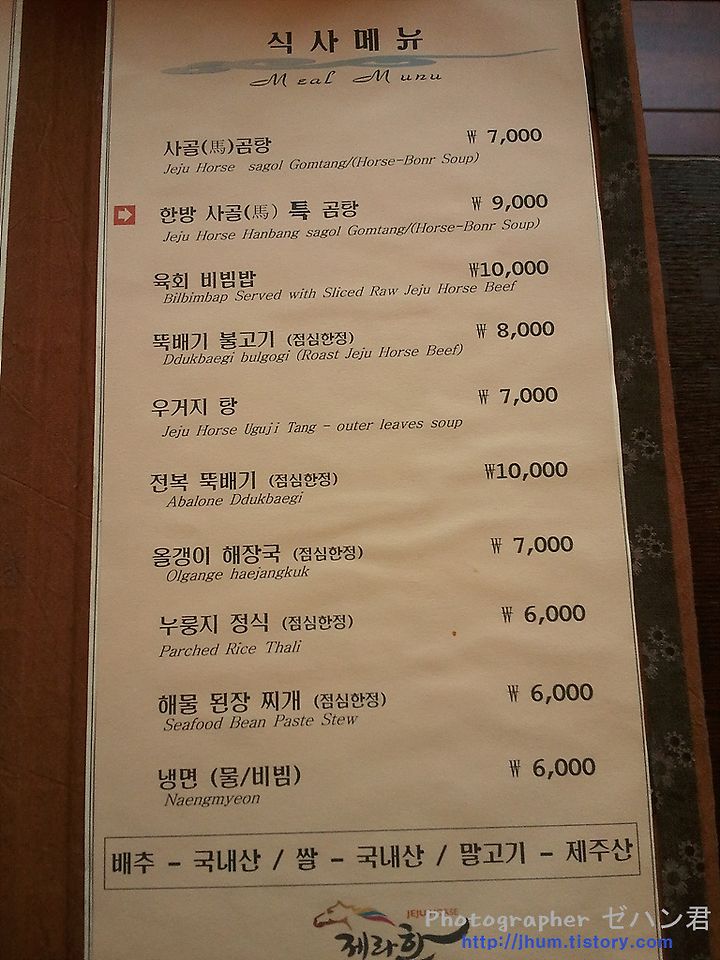 식사메뉴
Meal Munu
사골(馬)곰탕 ₩ 7,000
Jeju Horse sagol Gomtang/(Horse-Bonr Soup)
한방 사골(馬) 특 곰탕 ₩ 9,000
Jeju Horse Hanbang sagol Gomtang/(Horse-Bonr Soup)
육회 비빔밥 ₩10,000
Bilbimbap Served with Sliced Raw Jeju Horse Beef
뚝배기 불고기 (점심한정) ₩ 8,000
Ddukbaegi bulgogi (Roast Jeju Horse Beef)
우거지 탕 ₩ 7,000
Jeju Horse Uguji Tang - outer leaves soup
전복 뚝배기 (점심한정) ₩10,000
Abalone Ddukbaegi
올갱이 해장국 (점심한정) ₩ 7,000
Olgange haejangkuk
누룽지 정식 (점심한정) ₩ 6,000
Parched Rice Thali
해물 된장 찌개 (점심한정) ₩ 6,000
Seafood Bean Paste Stew
냉면 (물/비빔) ₩ 6,000
Naengmyeon
배추 - 국내산 / 쌀 - 국내산 / 말고기 - 제주산
JEJU
제라한
Photographer ゼハン君
http://jhum.tistory.com